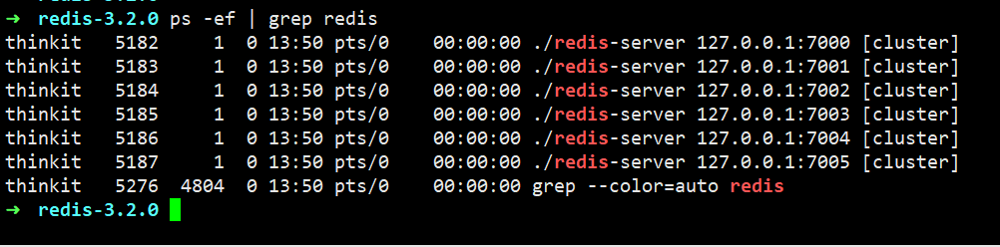 ➜ redis-3.2.0 ps -ef | grep redis
thinkit 5182 1 0 13:50 pts/0 00:00:00 ./redis-server 127.0.0.1:7000 [cluster]
thinkit 5183 1 0 13:50 pts/0 00:00:00 ./redis-server 127.0.0.1:7001 [cluster]
thinkit 5184 1 0 13:50 pts/0 00:00:00 ./redis-server 127.0.0.1:7002 [cluster]
thinkit 5185 1 0 13:50 pts/0 00:00:00 ./redis-server 127.0.0.1:7003 [cluster]
thinkit 5186 1 0 13:50 pts/0 00:00:00 ./redis-server 127.0.0.1:7004 [cluster]
thinkit 5187 1 0 13:50 pts/0 00:00:00 ./redis-server 127.0.0.1:7005 [cluster]
thinkit 5276 4804 0 13:50 pts/0 00:00:00 grep --color=auto redis
➜ redis-3.2.0